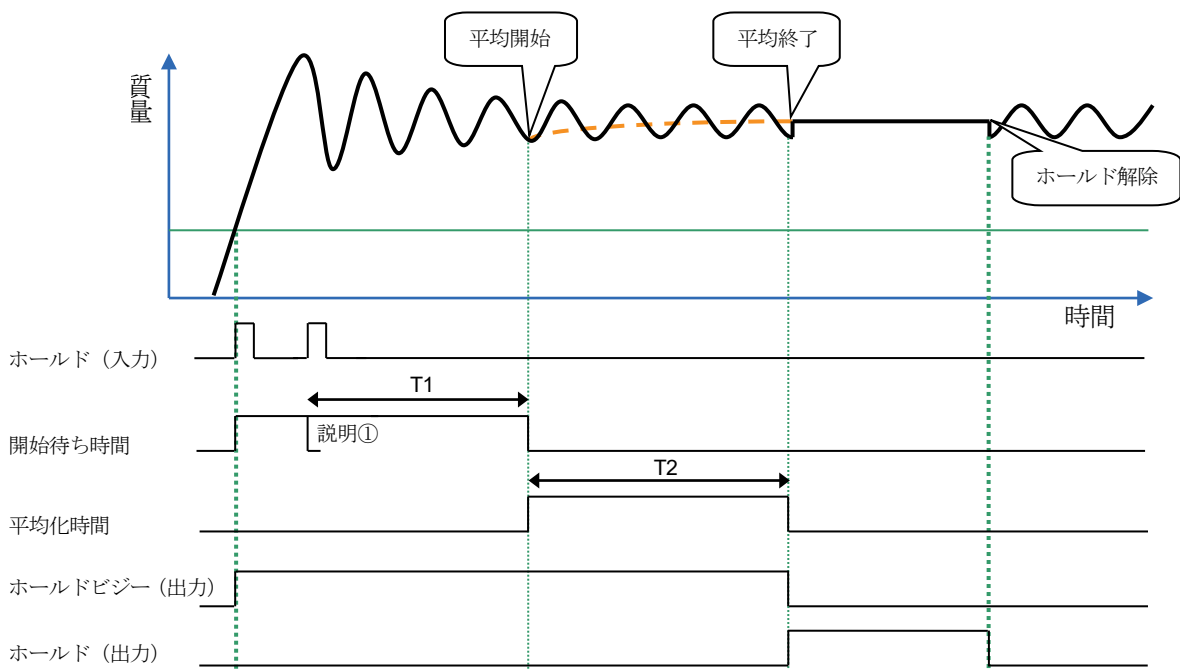 平均開始
平均終了
質量
ホールド解除
時間
ホールド（入力）
T1
説明①
開始待ち時間
T2
平均化時間
ホールドビジー（出力）
ホールド（出力）